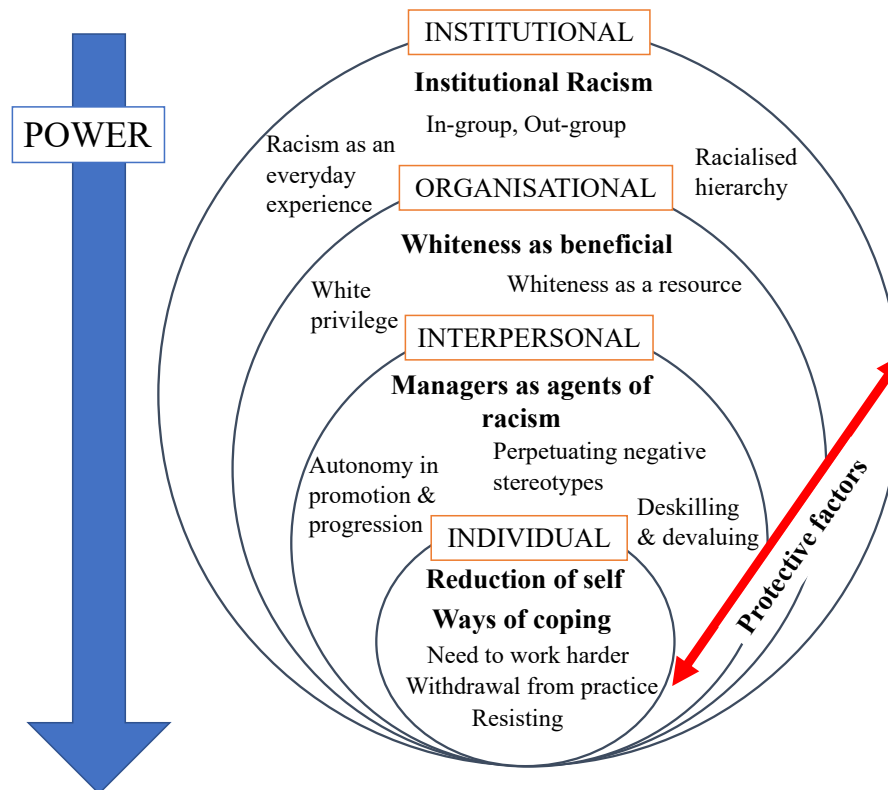 INSTITUTIONAL
Institutional Racism
In-group, Out-group
POWER
Racism as an
everyday
experience
Racialised
hierarchy
ORGANISATIONAL
Whiteness as beneficial
Whiteness as a resource
White
privilege
INTERPERSONAL
Managers as agents of
racism
Perpetuating negative
stereotypes
Autonomy in
promotion &
progression
Deskilling
& devaluing
INDIVIDUAL
Reduction of self
Ways of coping
Need to work harder
Withdrawal from practice
Resisting
Protective factors